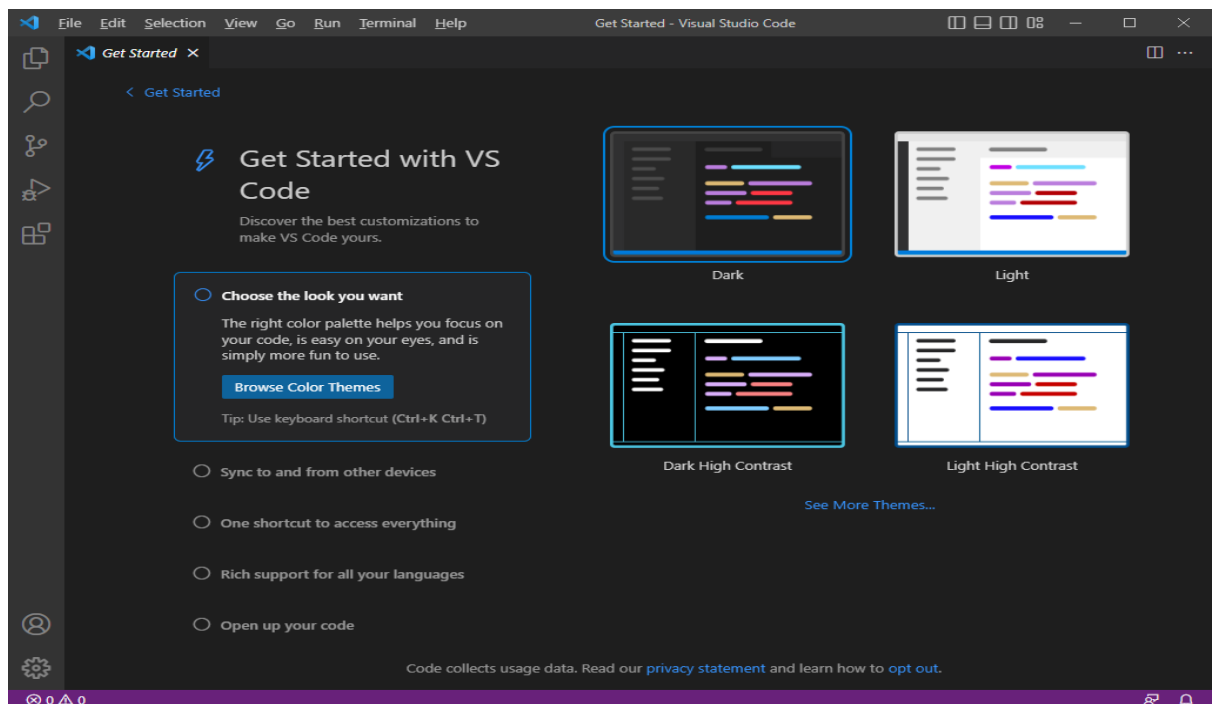 File Edit Selection View Go Run Terminal Help Get Started - Visual Studio Code
Get Started
Get Started
Get Started with VS
Code
Discover the best customizations to
make VS Code yours.
Choose the look you want
The right color palette helps you focus on
your code, is easy on your eyes, and is
simply more fun to use.
Browse Color Themes
Tip: Use keyboard shortcut (Ctrl+K Ctrl+T)
Sync to and from other devices
One shortcut to access everything
Rich support for all your languages
Open up your code
Dark
Light
Dark High Contrast
Light High Contrast
See More Themes...
Code collects usage data. Read our privacy statement and learn how to opt out.
0 0